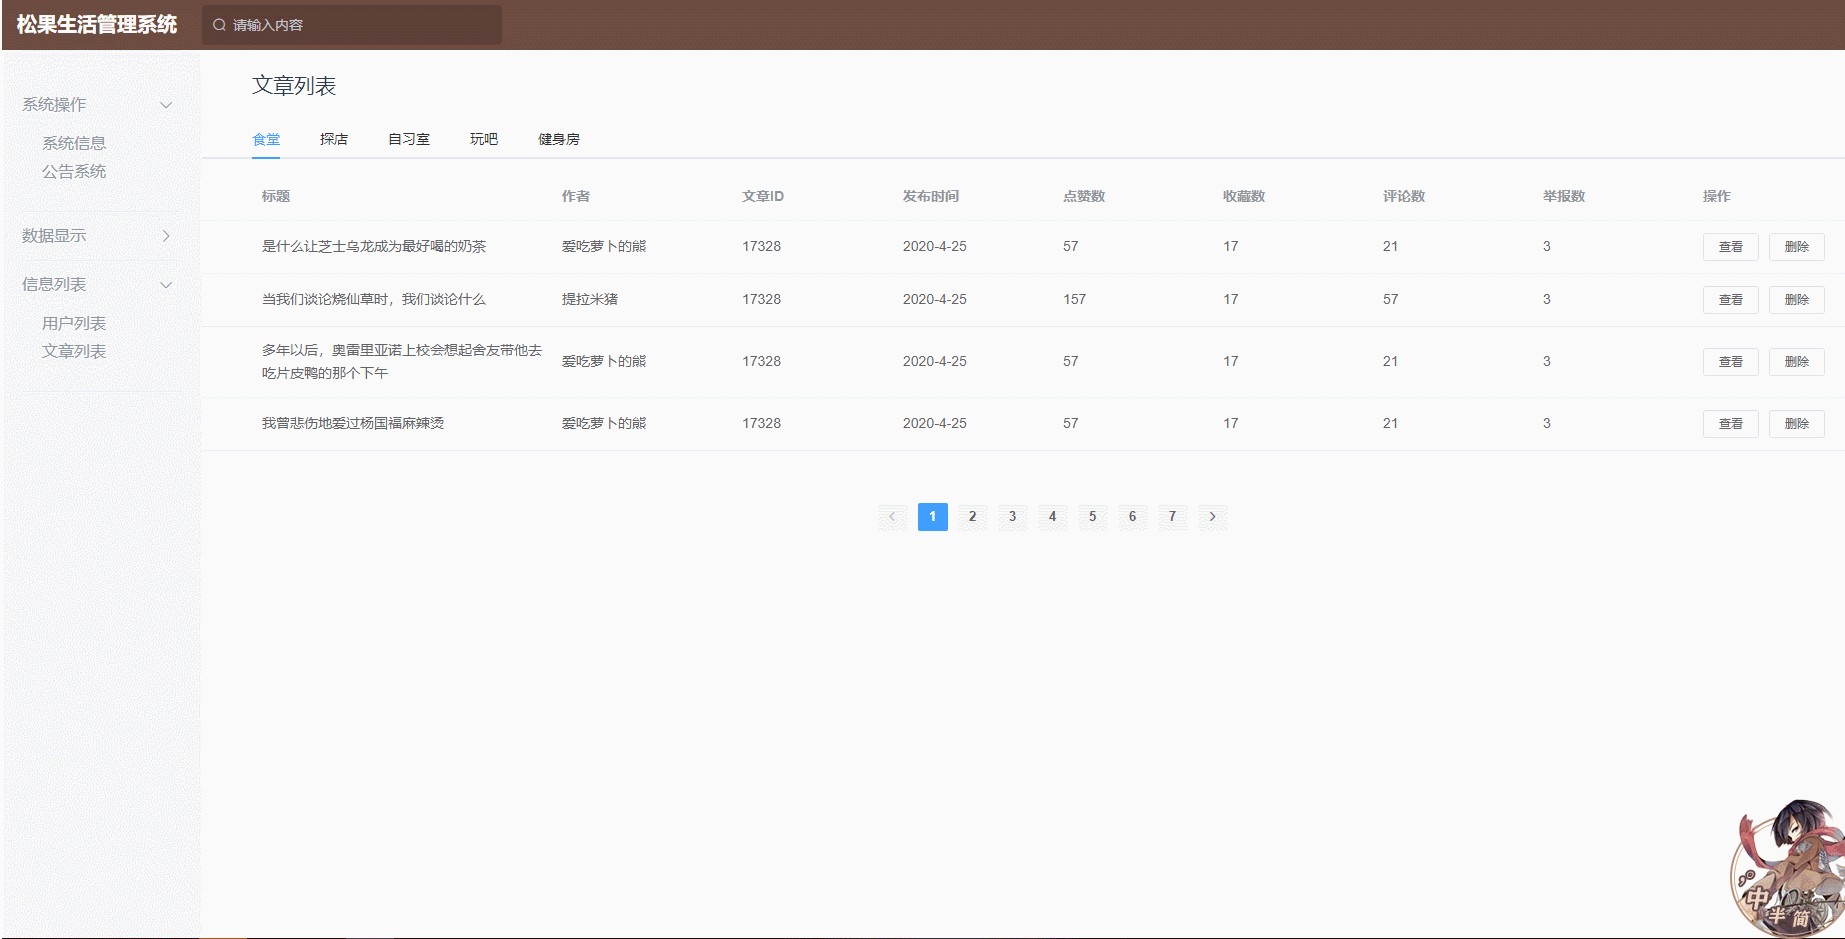 松果生活管理系统
请输入内容
系统操作
系统信息
公告系统
数据显示
信息列表
用户列表
文章列表
文章列表
食堂 探店 自习室 玩吧 健身房
标题 作者 文章ID 发布时间 点赞数 收藏数 评论数 举报数 操作
是什么让芝士乌龙成为最好喝的奶茶 爱吃萝卜的熊 17328 2020-4-25 57 17 21 3 查看 删除
当我们谈论烧仙草时，我们谈论什么 提拉米猪 17328 2020-4-25 157 17 57 3 查看 删除
多年以后，奥雷里亚诺上校会想起舍友带他去
吃片皮鸭的那个下午 爱吃萝卜的熊 17328 2020-4-25 57 17 21 3 查看 删除
我曾悲伤地爱过杨国福麻辣烫 爱吃萝卜的熊 17328 2020-4-25 57 17 21 3 查看 删除
1 2 3 4 5 6 7
中
半 简